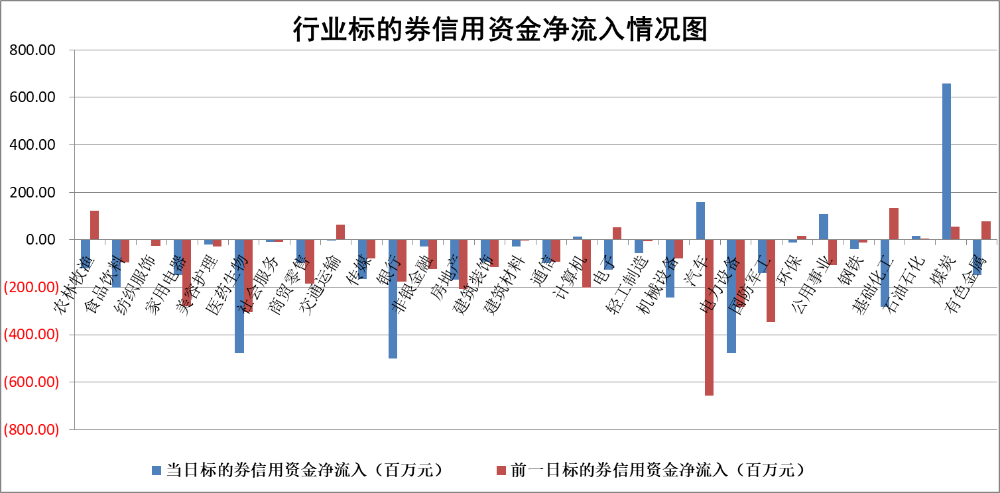 行业标的券信用资金净流入情况图
800.00
600.00
400.00
200.00
0.00
(200.00)
(400.00)
(600.00)
(800.00)
农林牧渔
食品饮料
纺织服饰
家用电器
美容护理
医药生物
社会服务
商贸零售
交通运输
传媒
银行
非银金融
房地产
建筑装饰
建筑材料
通信
计算机
电子
轻工制造
机械设备
汽车
电力设备
国防军工
环保
公用事业
钢铁
基础化工
石油石化
煤炭
有色金属
当日标的券信用资金净流入（百万元）
前一日标的券信用资金净流入（百万元）